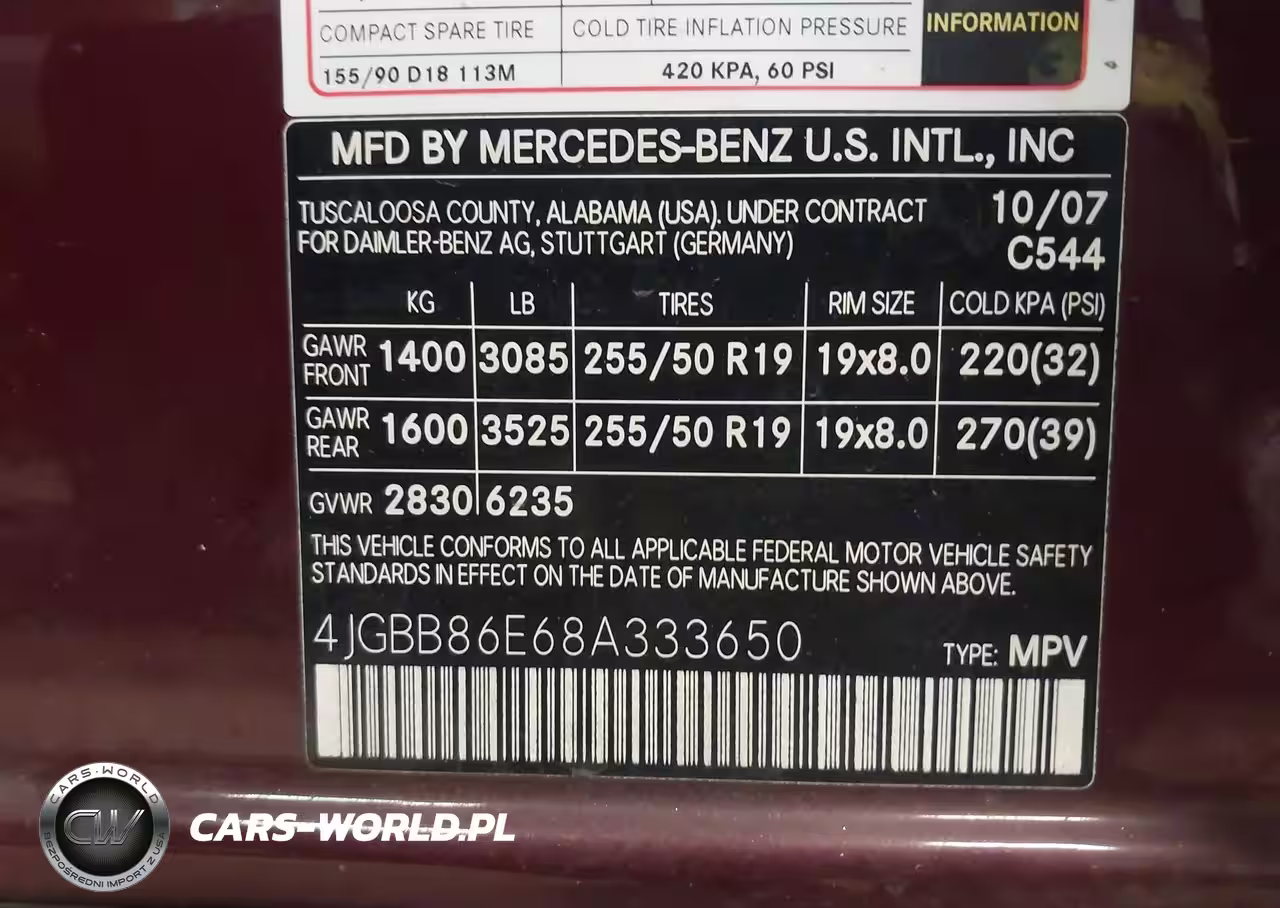 COMPACT SPARE TIRE COLD TIRE INFLATION PRESSURE INFORMATION
155/90 D18 113M 420 KPA, 60 PSI
MFD BY MERCEDES-BENZ U.S. INTL., INC
TUSCALOOSA COUNTY, ALABAMA (USA). UNDER CONTRACT 10/07
FOR DAIMLER-BENZ AG, STUTTGART (GERMANY) C544
KG LB TIRES RIM SIZE COLD KPA (PSI)
GAWR FRONT 1400 3085 255/50 R19 19x8.0 220(32)
GAWR REAR 1600 3525 255/50 R19 19x8.0 270(39)
GVWR 2830 6235
THIS VEHICLE CONFORMS TO ALL APPLICABLE FEDERAL MOTOR VEHICLE SAFETY
STANDARDS IN EFFECT ON THE DATE OF MANUFACTURE SHOWN ABOVE.
4JGBB86E68A333650 TYPE: MPV
CARS-WORLD
CW
BEZPOŚREDNI IMPORT Z USA
CARS-WORLD.PL